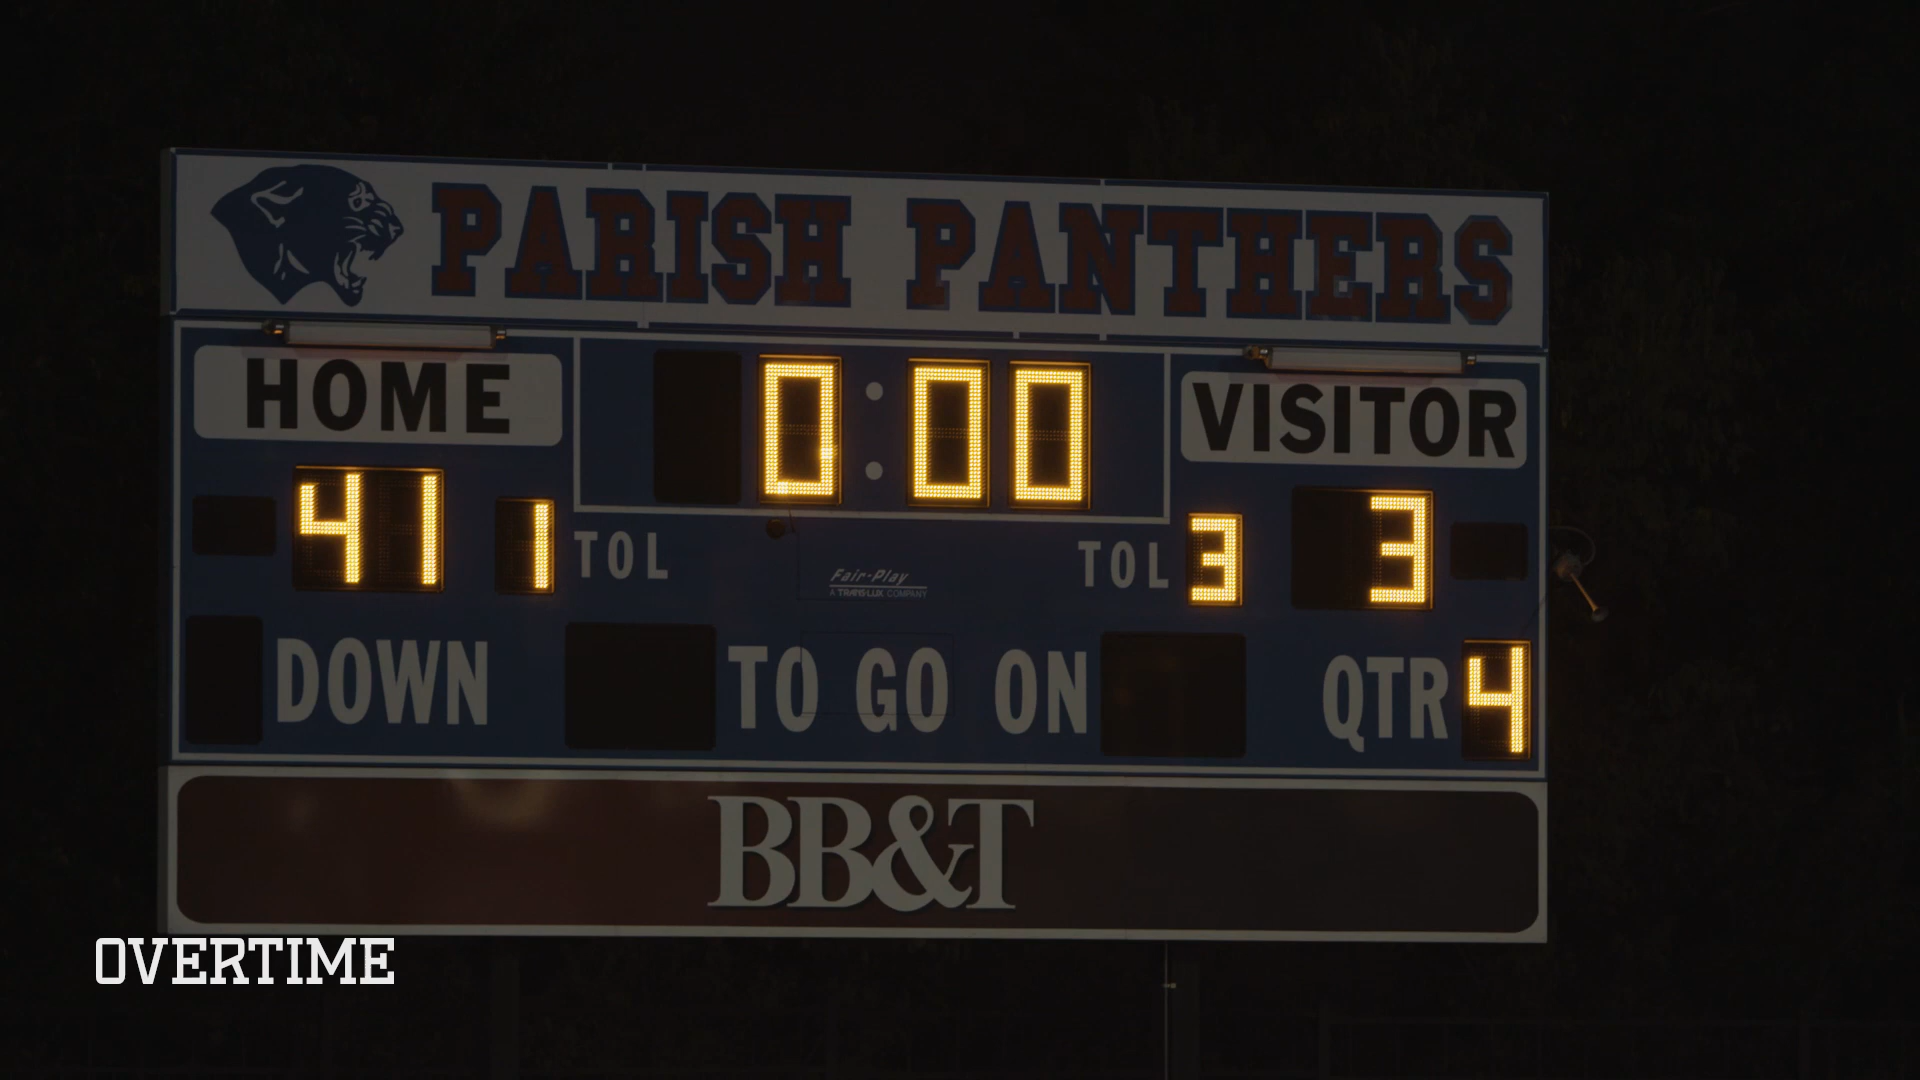 PARISH PANTHERS
HOME 0:00 VISITOR
41 1 TOL TOL 3 3
Fair-Play
A TRANS-LUX COMPANY
DOWN TO GO ON QTR 4
BB&T
OVERTIME